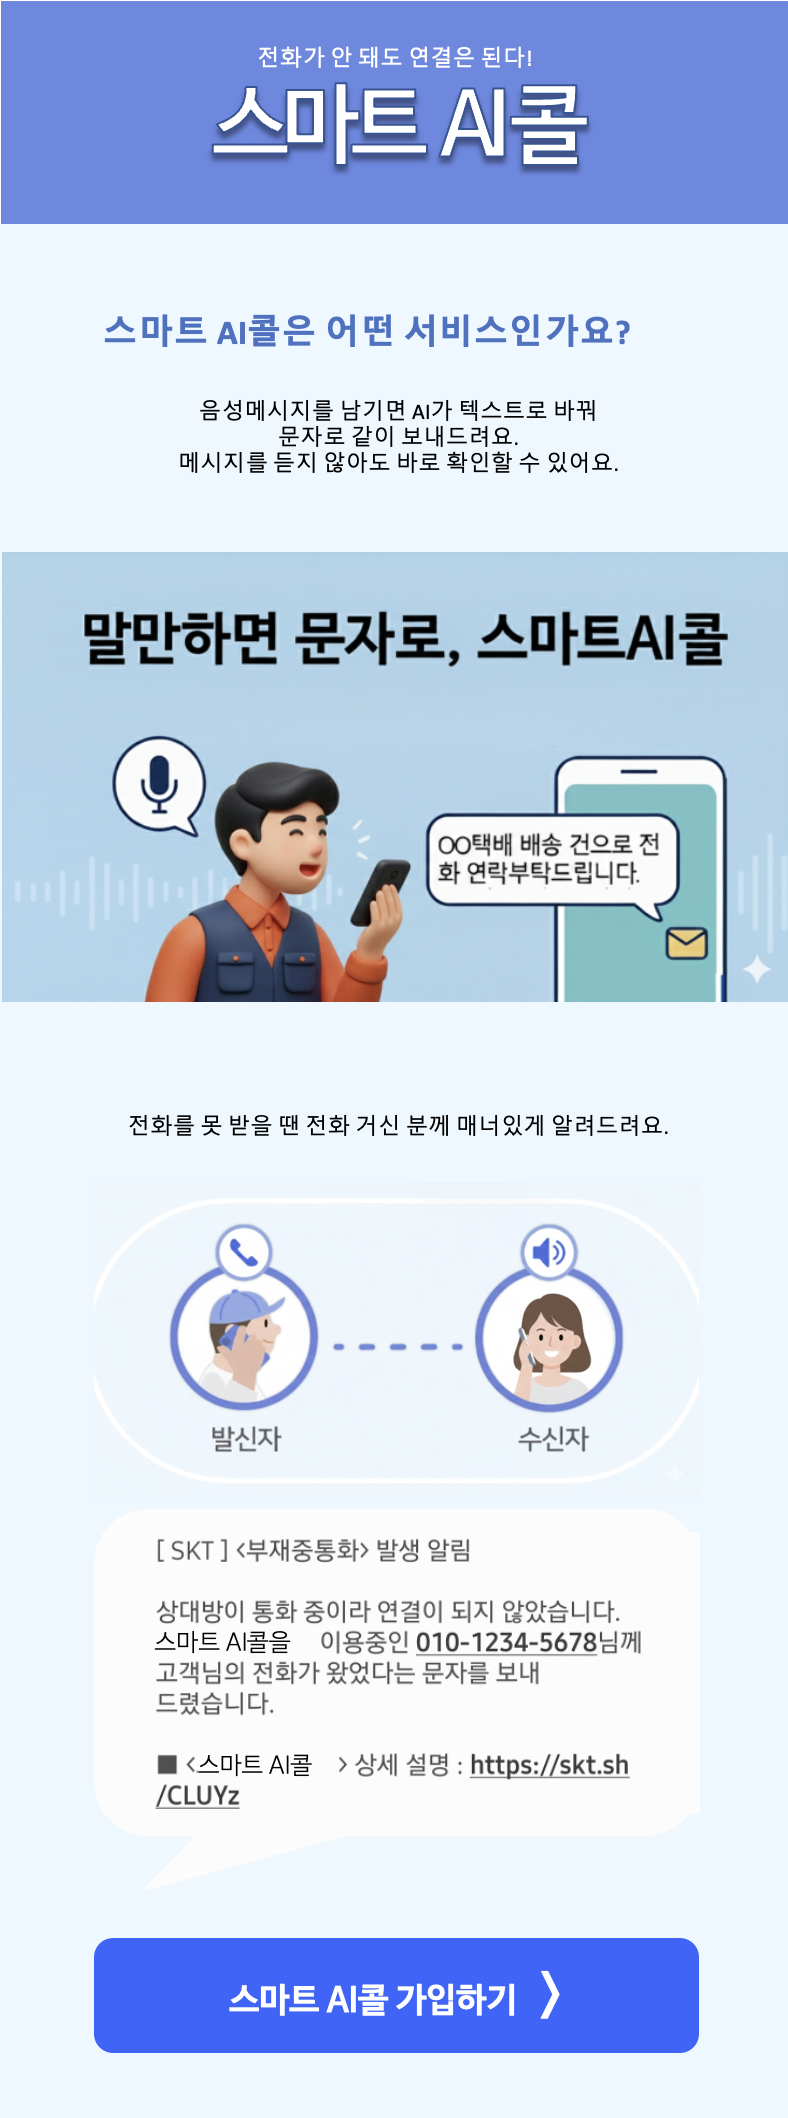 전화가 안 돼도 연결은 된다!
스마트 AI콜
스마트 AI콜은 어떤 서비스인가요?
음성메시지를 남기면 AI가 텍스트로 바꿔
문자로 같이 보내드려요.
메시지를 듣지 않아도 바로 확인할 수 있어요.
말만하면 문자로, 스마트AI콜
OO택배 배송 건으로 전
화 연락부탁드립니다.
전화를 못 받을 땐 전화 거신 분께 매너있게 알려드려요.
발신자
수신자
[ SKT ] <부재중통화> 발생 알림
상대방이 통화 중이라 연결이 되지 않았습니다.
스마트 AI콜을 이용중인 010-1234-5678님께
고객님의 전화가 왔었다는 문자를 보내
드렸습니다.
■ <스마트 AI콜 > 상세 설명 : https://skt.sh
/CLUYz
스마트 AI콜 가입하기 〉